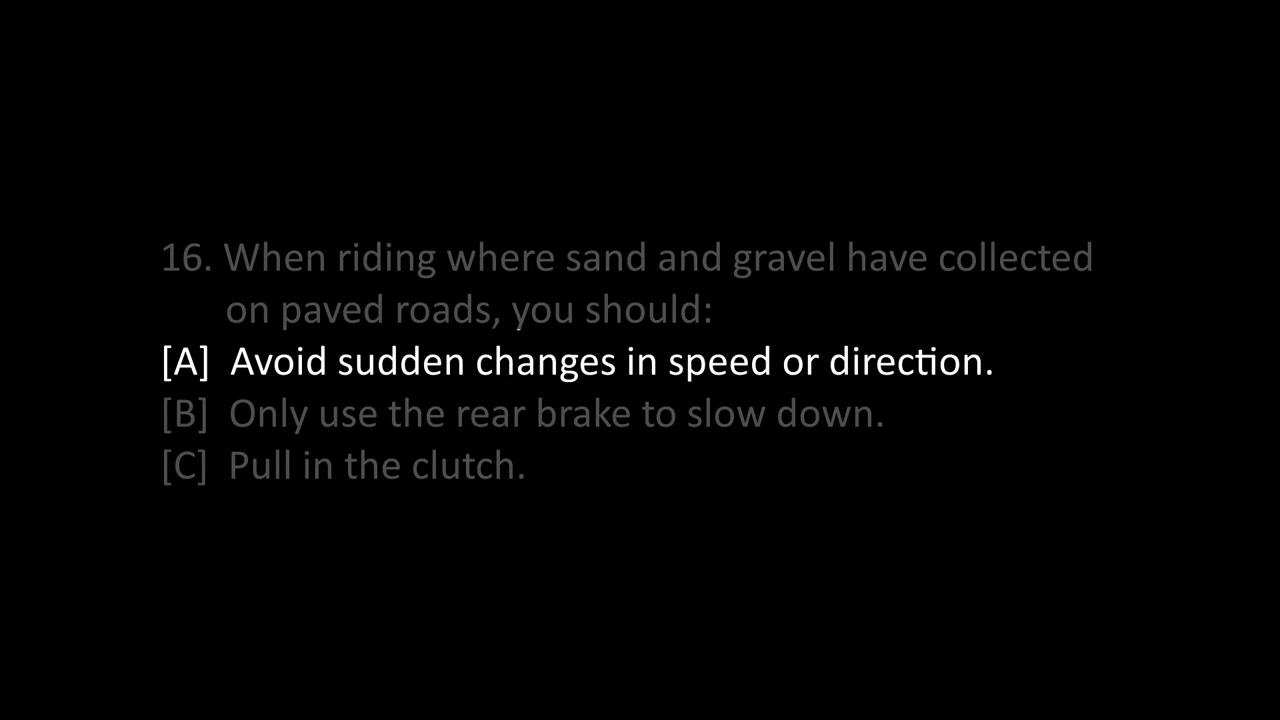 16. When riding where sand and gravel have collected
on paved roads, you should:
[A] Avoid sudden changes in speed or direction.
[B] Only use the rear brake to slow down.
[C] Pull in the clutch.